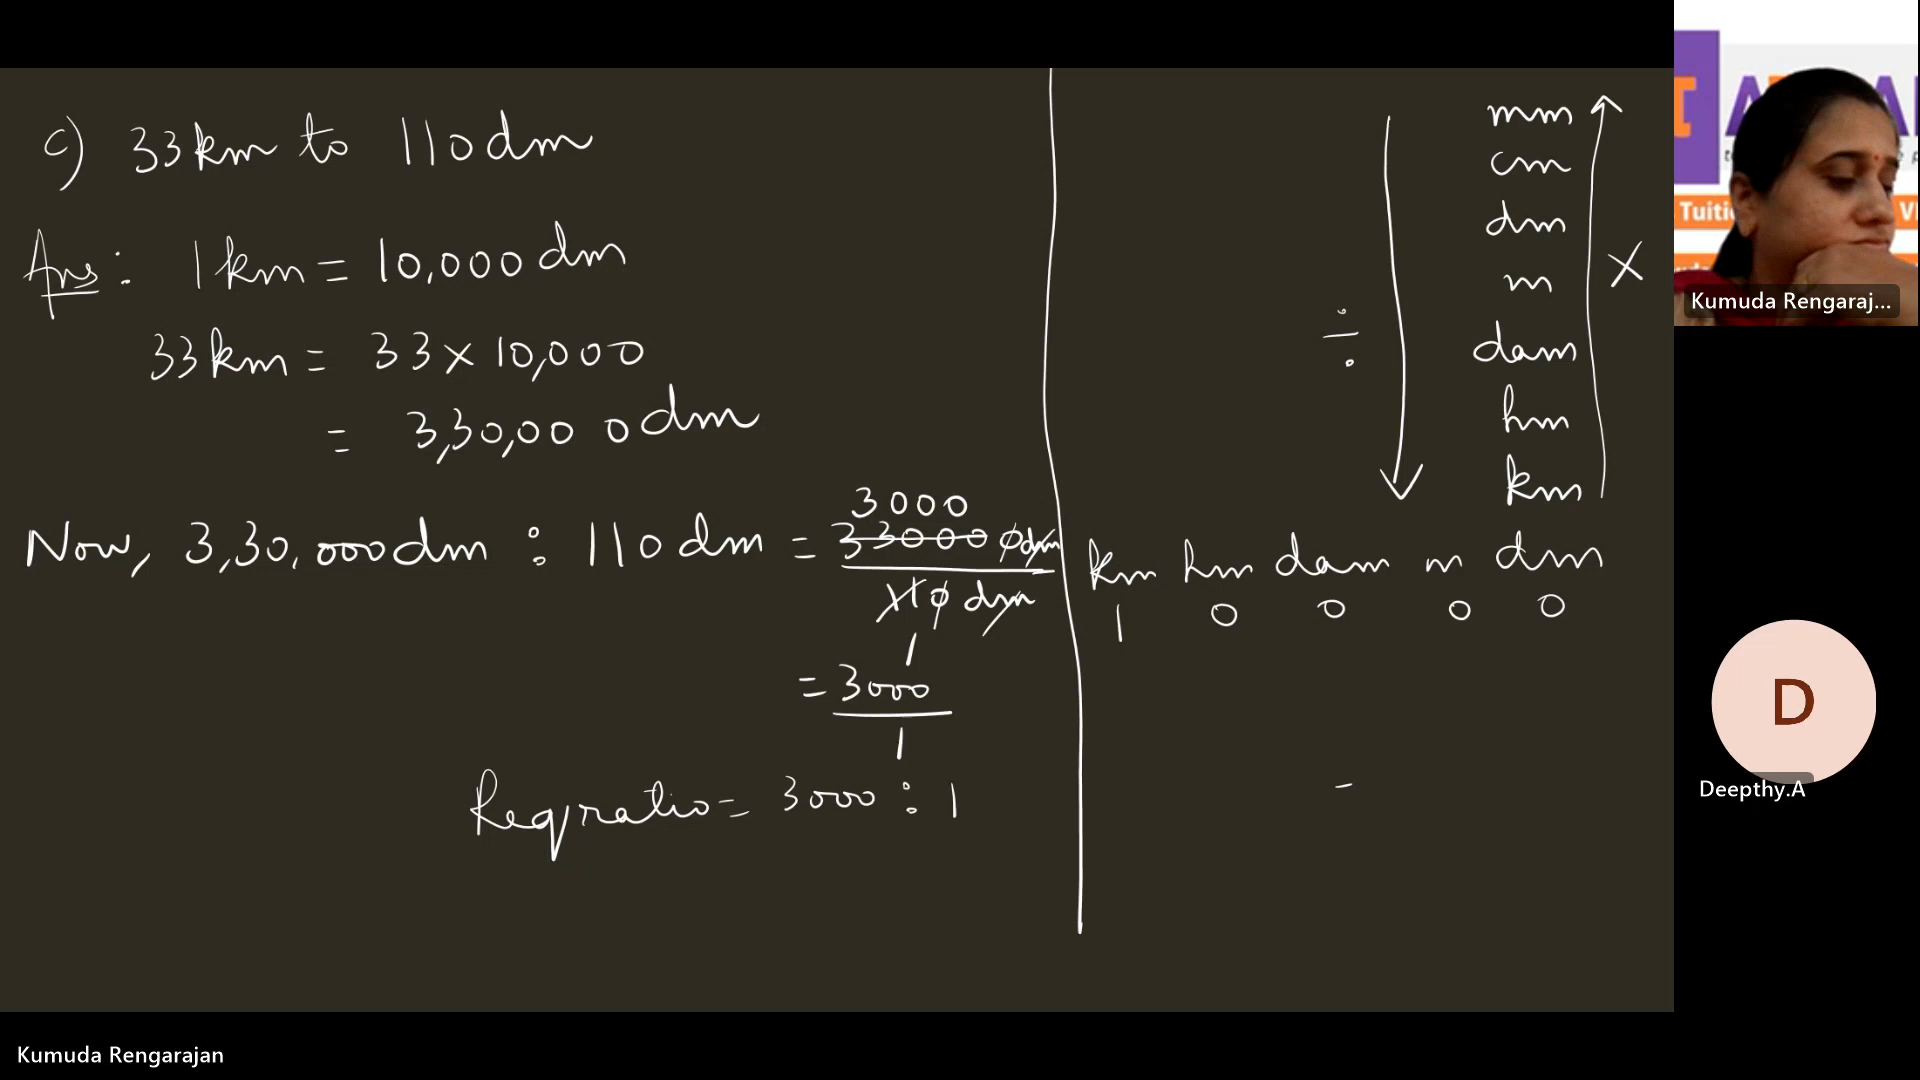 c) 33 km to 110 dm
Ans: 1 km = 10,000 dm
33 km = 33 × 10,000
= 3,30,000 dm
3000
Now, 3,30,000 dm : 110 dm = 330000 dm
110 dm
1
= 3000
1
Req ratio = 3000 : 1
mm
cm
dm
m
×
÷
dam
hm
km
km hm dam m dm
1 0 0 0 0
-
Tuiti
Kumuda Rengaraj...
D
Deepthy.A
Kumuda Rengarajan